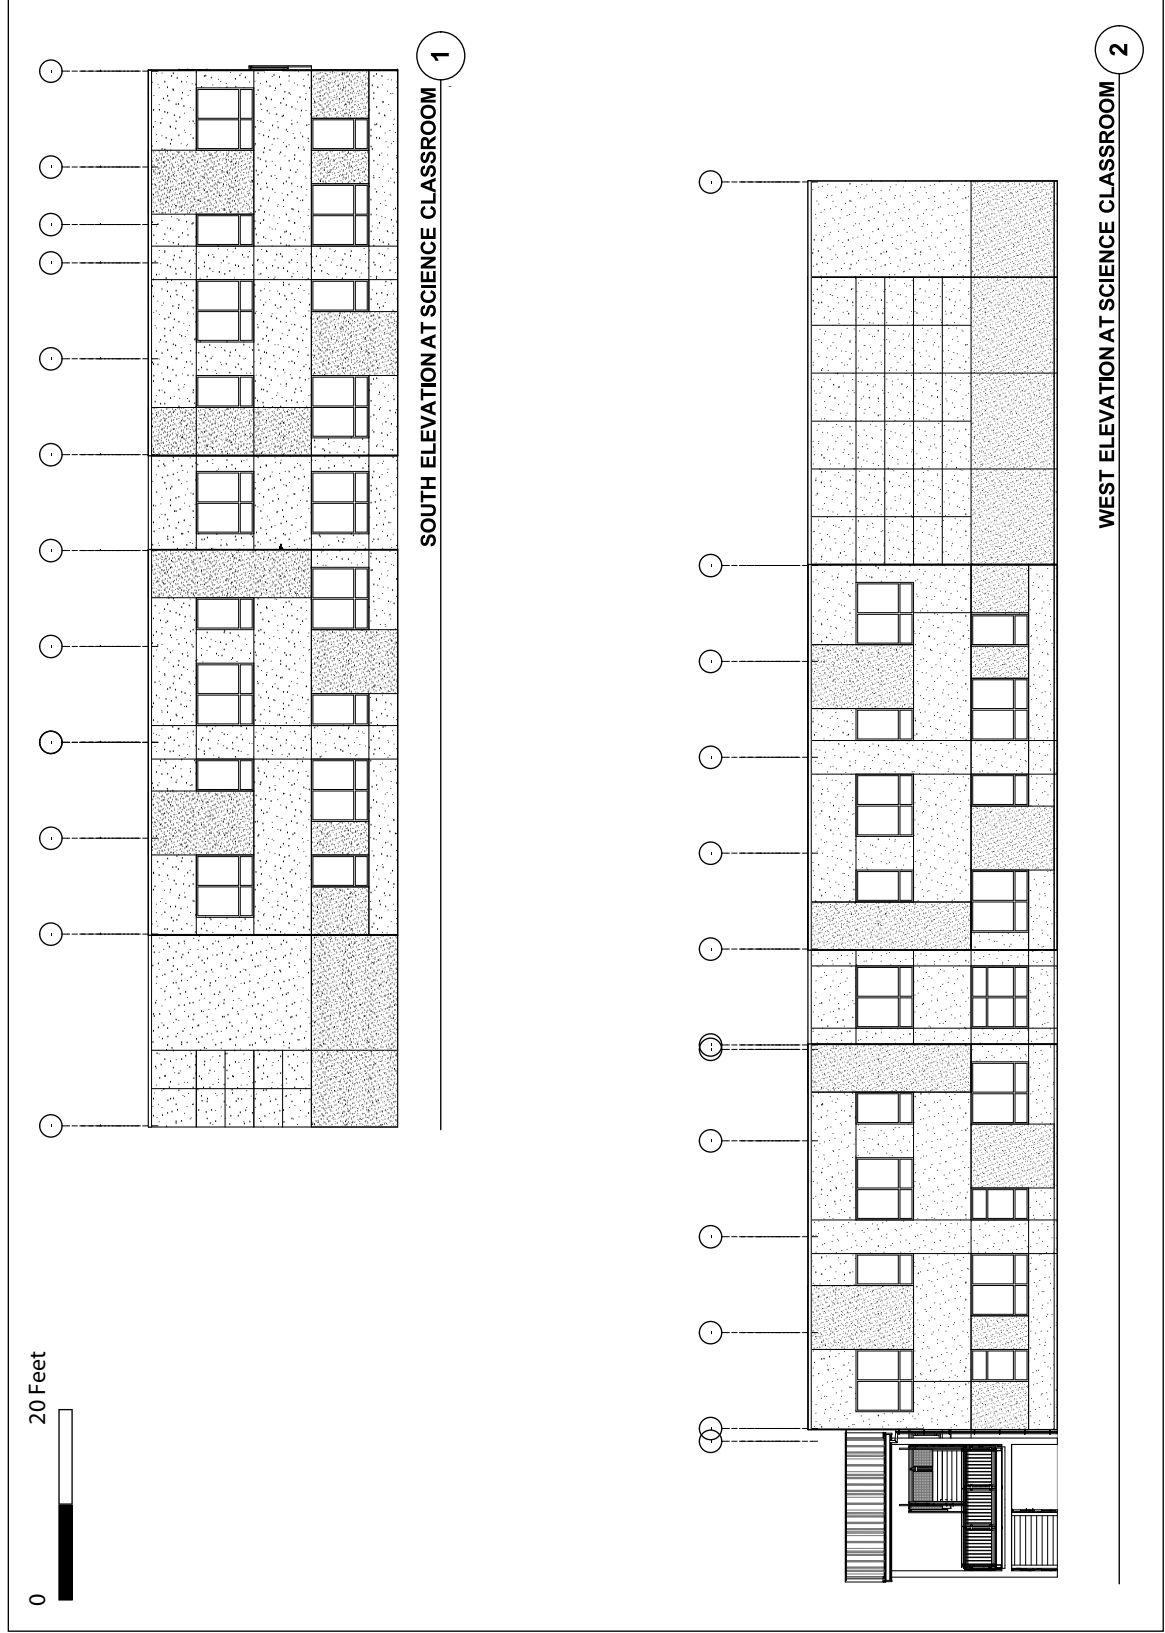 1
SOUTH ELEVATION AT SCIENCE CLASSROOM
2
WEST ELEVATION AT SCIENCE CLASSROOM
0
20 Feet